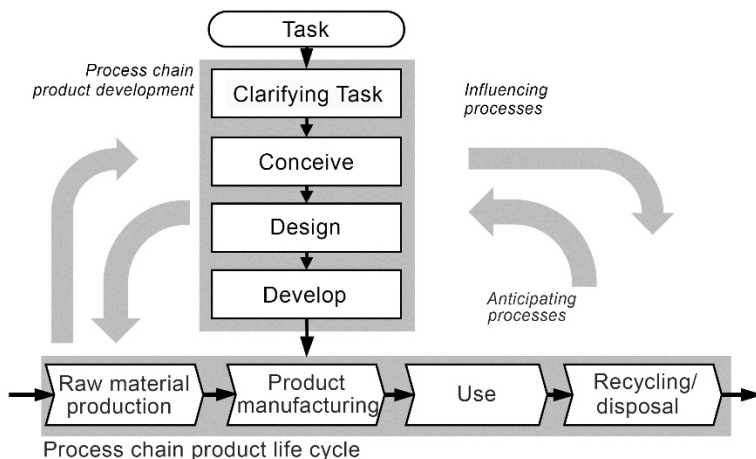 Task
Process chain
product development
Clarifying Task
Influencing
processes
Conceive
Design
Develop
Anticipating
processes
Raw material
production
Product
manufacturing
Use
Recycling/
disposal
Process chain product life cycle